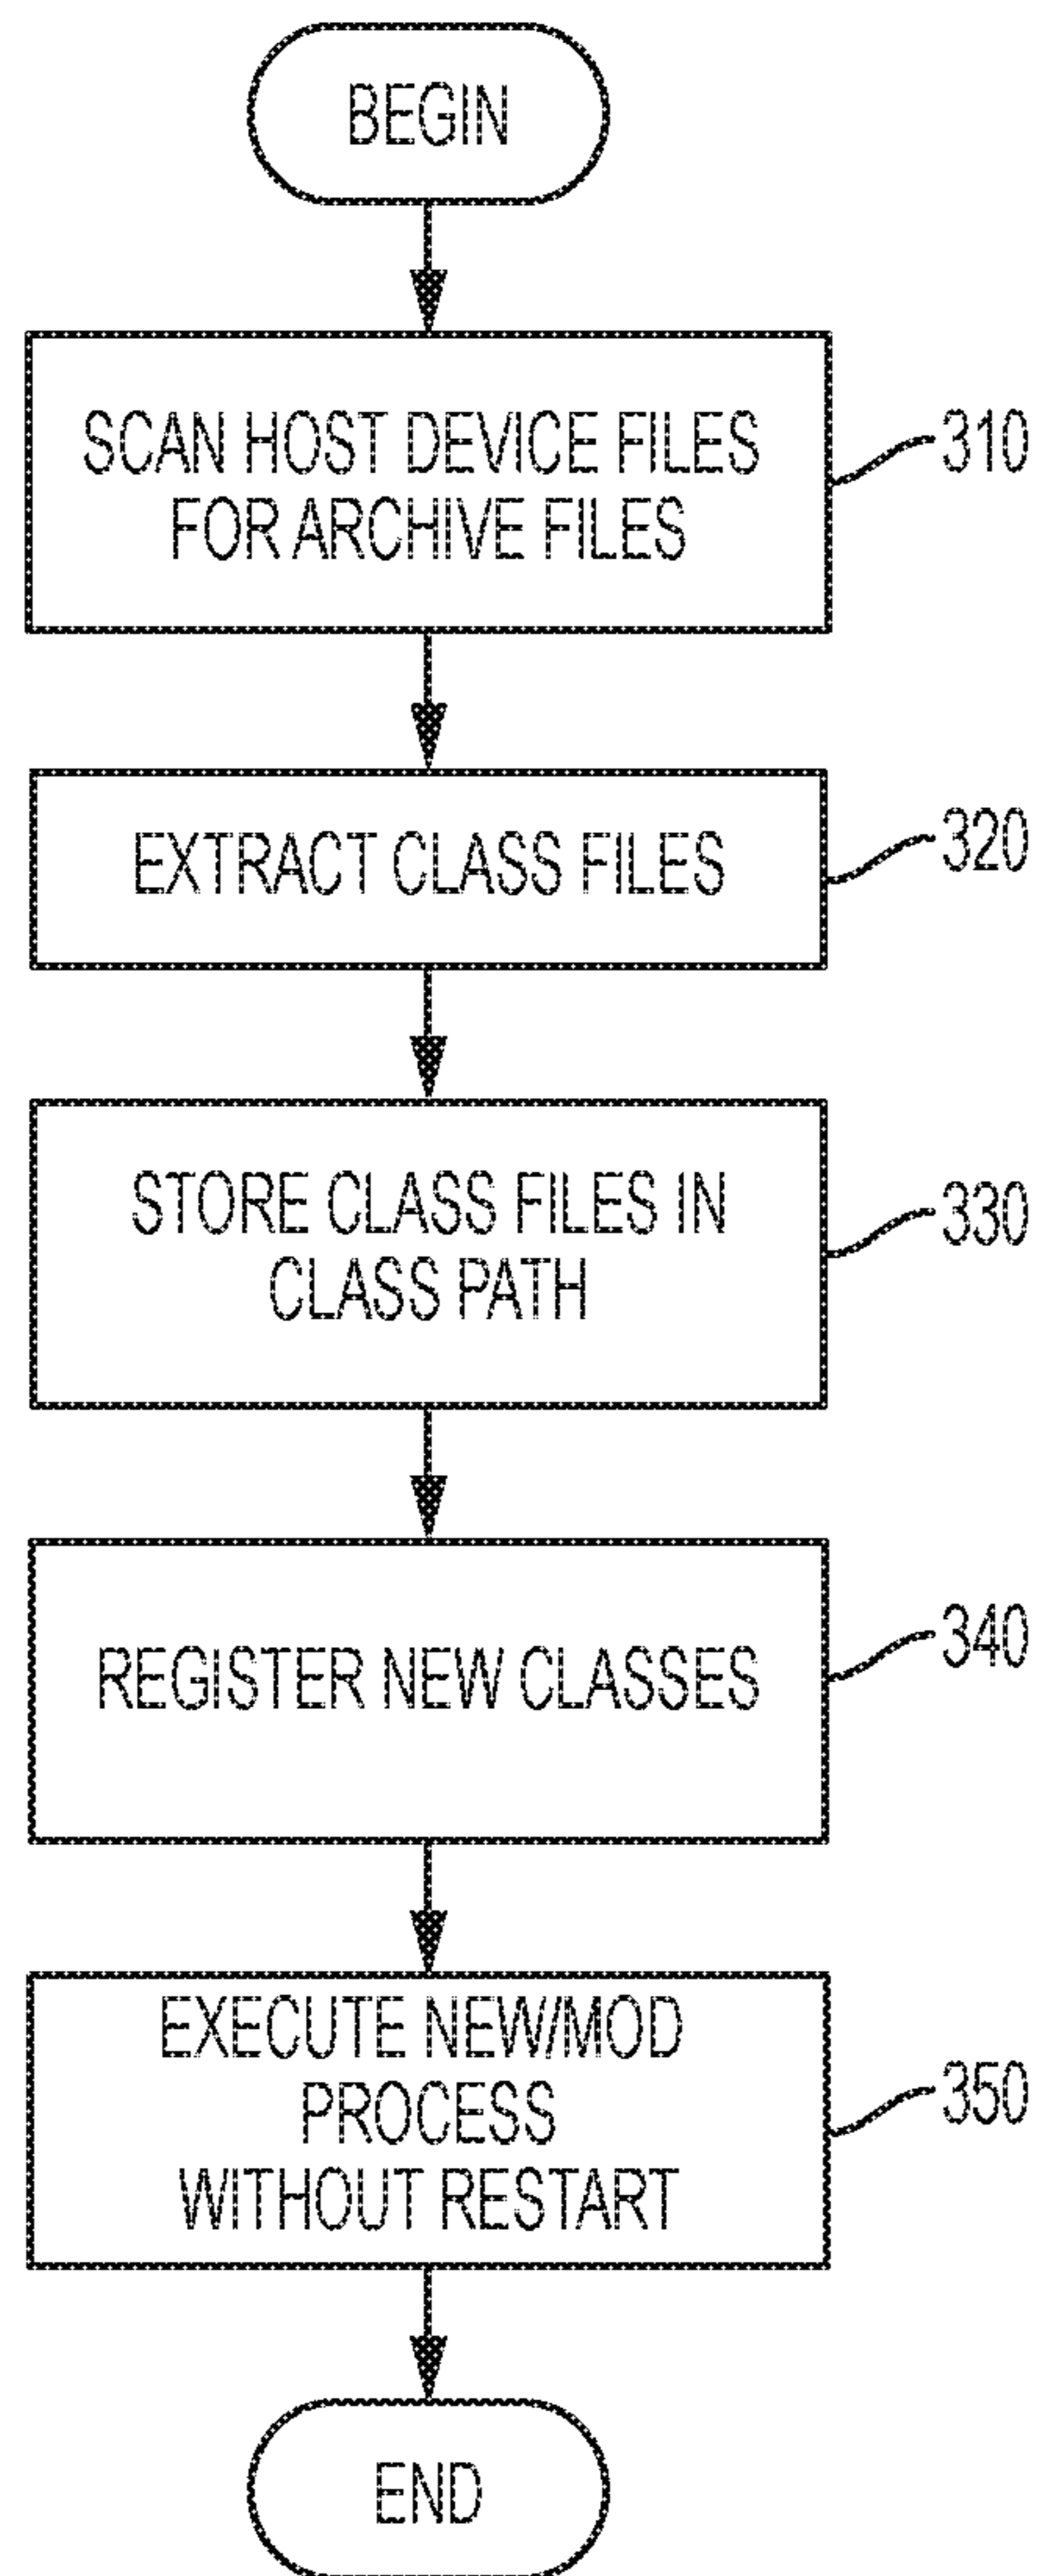 BEGIN
SCAN HOST DEVICE FILES
FOR ARCHIVE FILES
310
EXTRACT CLASS FILES
320
STORE CLASS FILES IN
CLASS PATH
330
REGISTER NEW CLASSES
340
EXECUTE NEW/MOD
PROCESS
WITHOUT RESTART
350
END